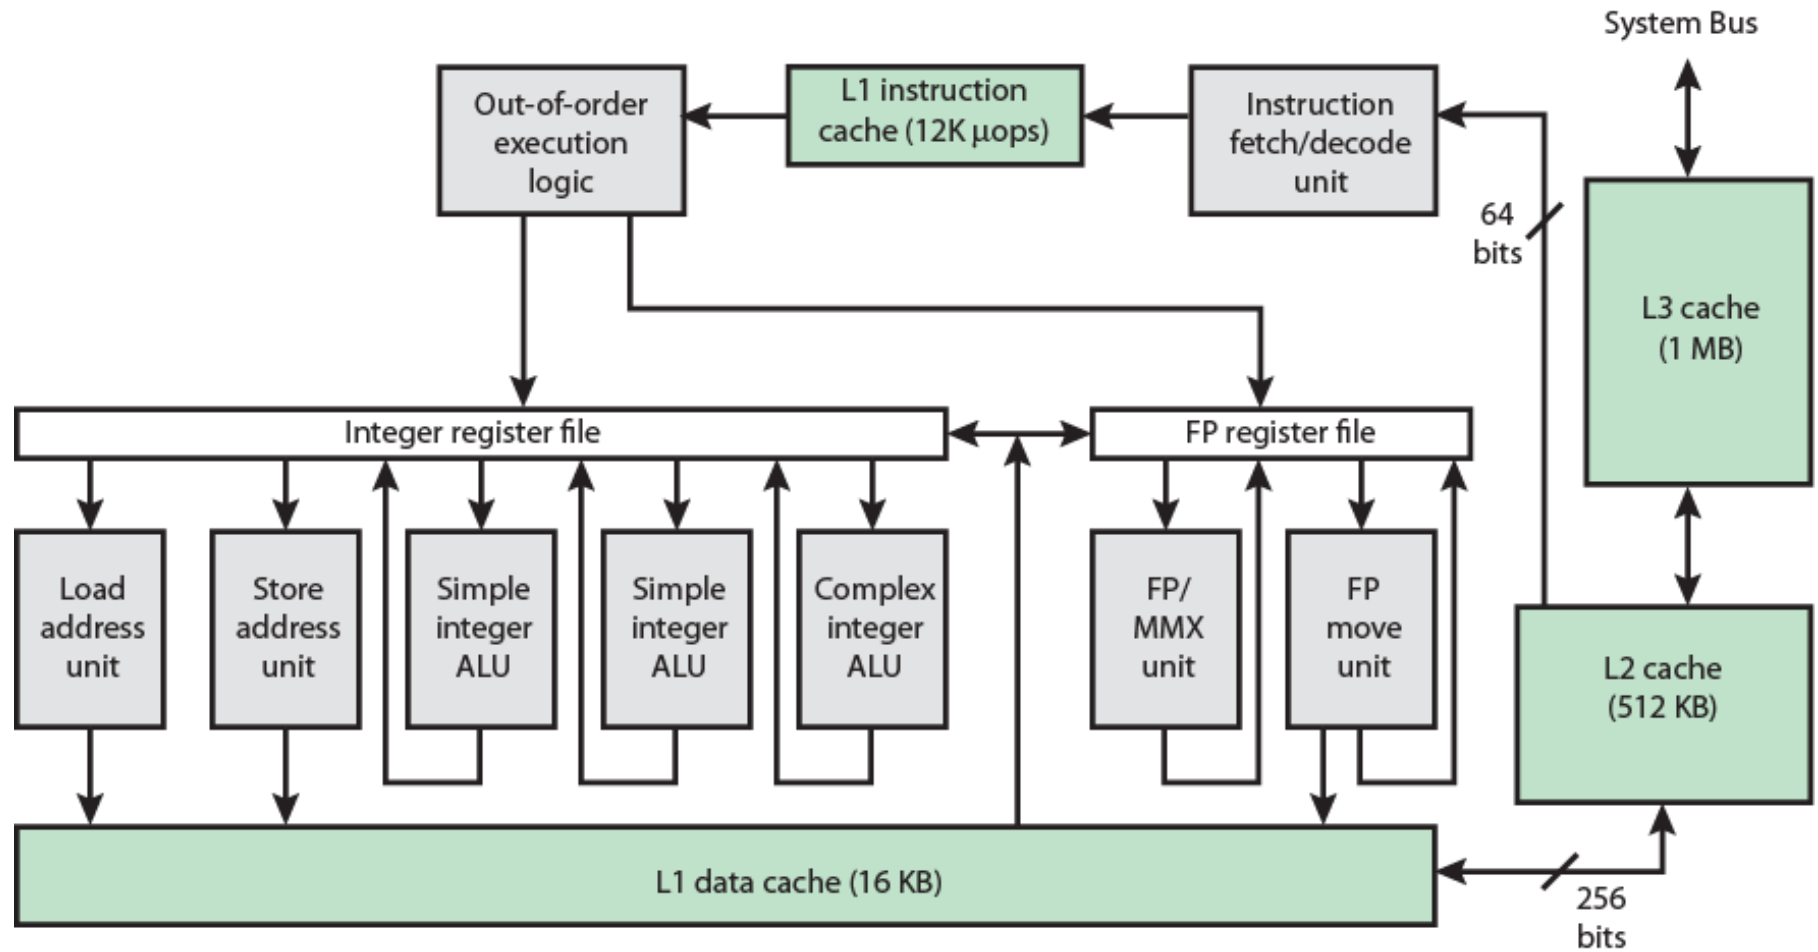 System Bus
Out-of-order
execution
logic
L1 instruction
cache (12K μops)
Instruction
fetch/decode
unit
64
bits
L3 cache
(1 MB)
Integer register file
FP register file
Load
address
unit
Store
address
unit
Simple
integer
ALU
Simple
integer
ALU
Complex
integer
ALU
FP/
MMX
unit
FP
move
unit
L2 cache
(512 KB)
L1 data cache (16 KB)
256
bits